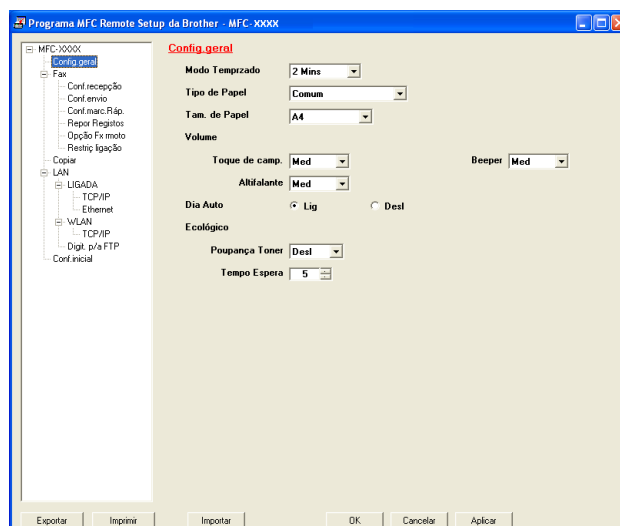 Programa MFC Remote Setup da Brother - MFC-XXXX
MFC-XXXX
Config.geral
Fax
Conf.recepção
Conf.envio
Conf.marc.Ráp.
Repor Registos
Opção Fx rmoto
Restriç ligação
Copiar
LAN
LIGADA
TCP/IP
Ethernet
WLAN
TCP/IP
Digit. p/a FTP
Conf.inicial
Config.geral
Modo Temprzado 2 Mins
Tipo de Papel Comum
Tam. de Papel A4
Volume
Toque de camp. Med Beeper Med
Altifalante Med
Dia Auto Lig Desl
Ecológico
Poupança Toner Desl
Tempo Espera 5
Exportar Imprimir Importar OK Cancelar Aplicar